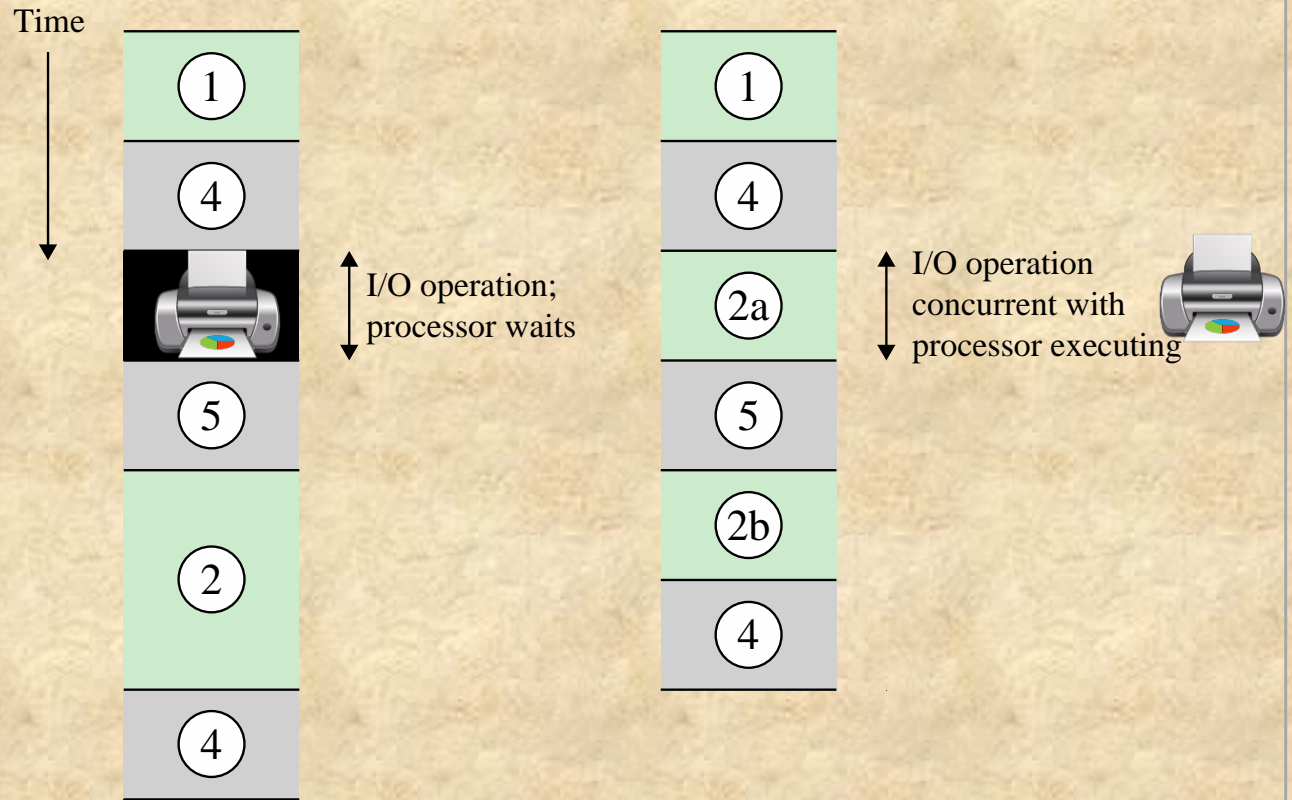 Time
1
4
I/O operation;
processor waits
5
2
4
1
4
2a
I/O operation
concurrent with
processor executing
5
2b
4